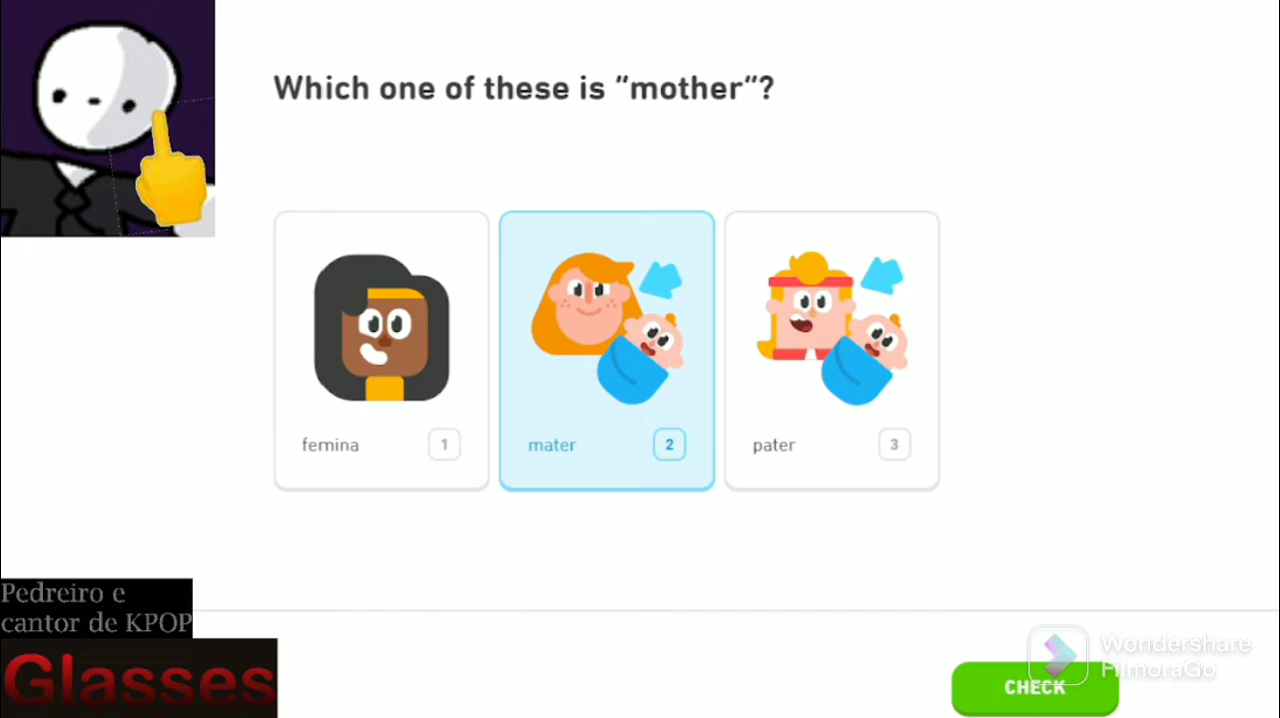 Which one of these is "mother"?
femina 1
mater 2
pater 3
Pedreiro e
cantor de KPOP
Glasses
Wondershare
FilmoraGo
CHECK